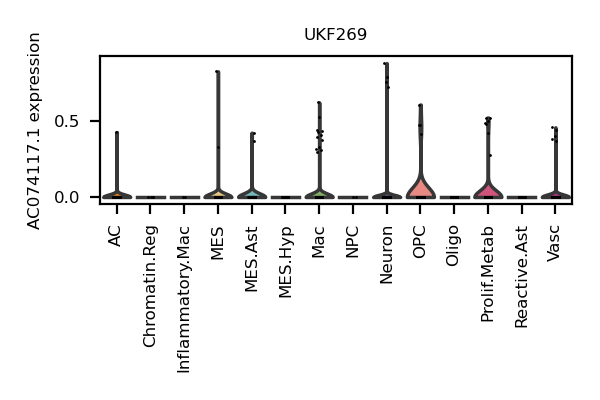 UKF269
AC074117.1 expression
0.5
0.0
AC
Chromatin.Reg
Inflammatory.Mac
MES
MES.Ast
MES.Hyp
Mac
NPC
Neuron
OPC
Oligo
Prolif.Metab
Reactive.Ast
Vasc